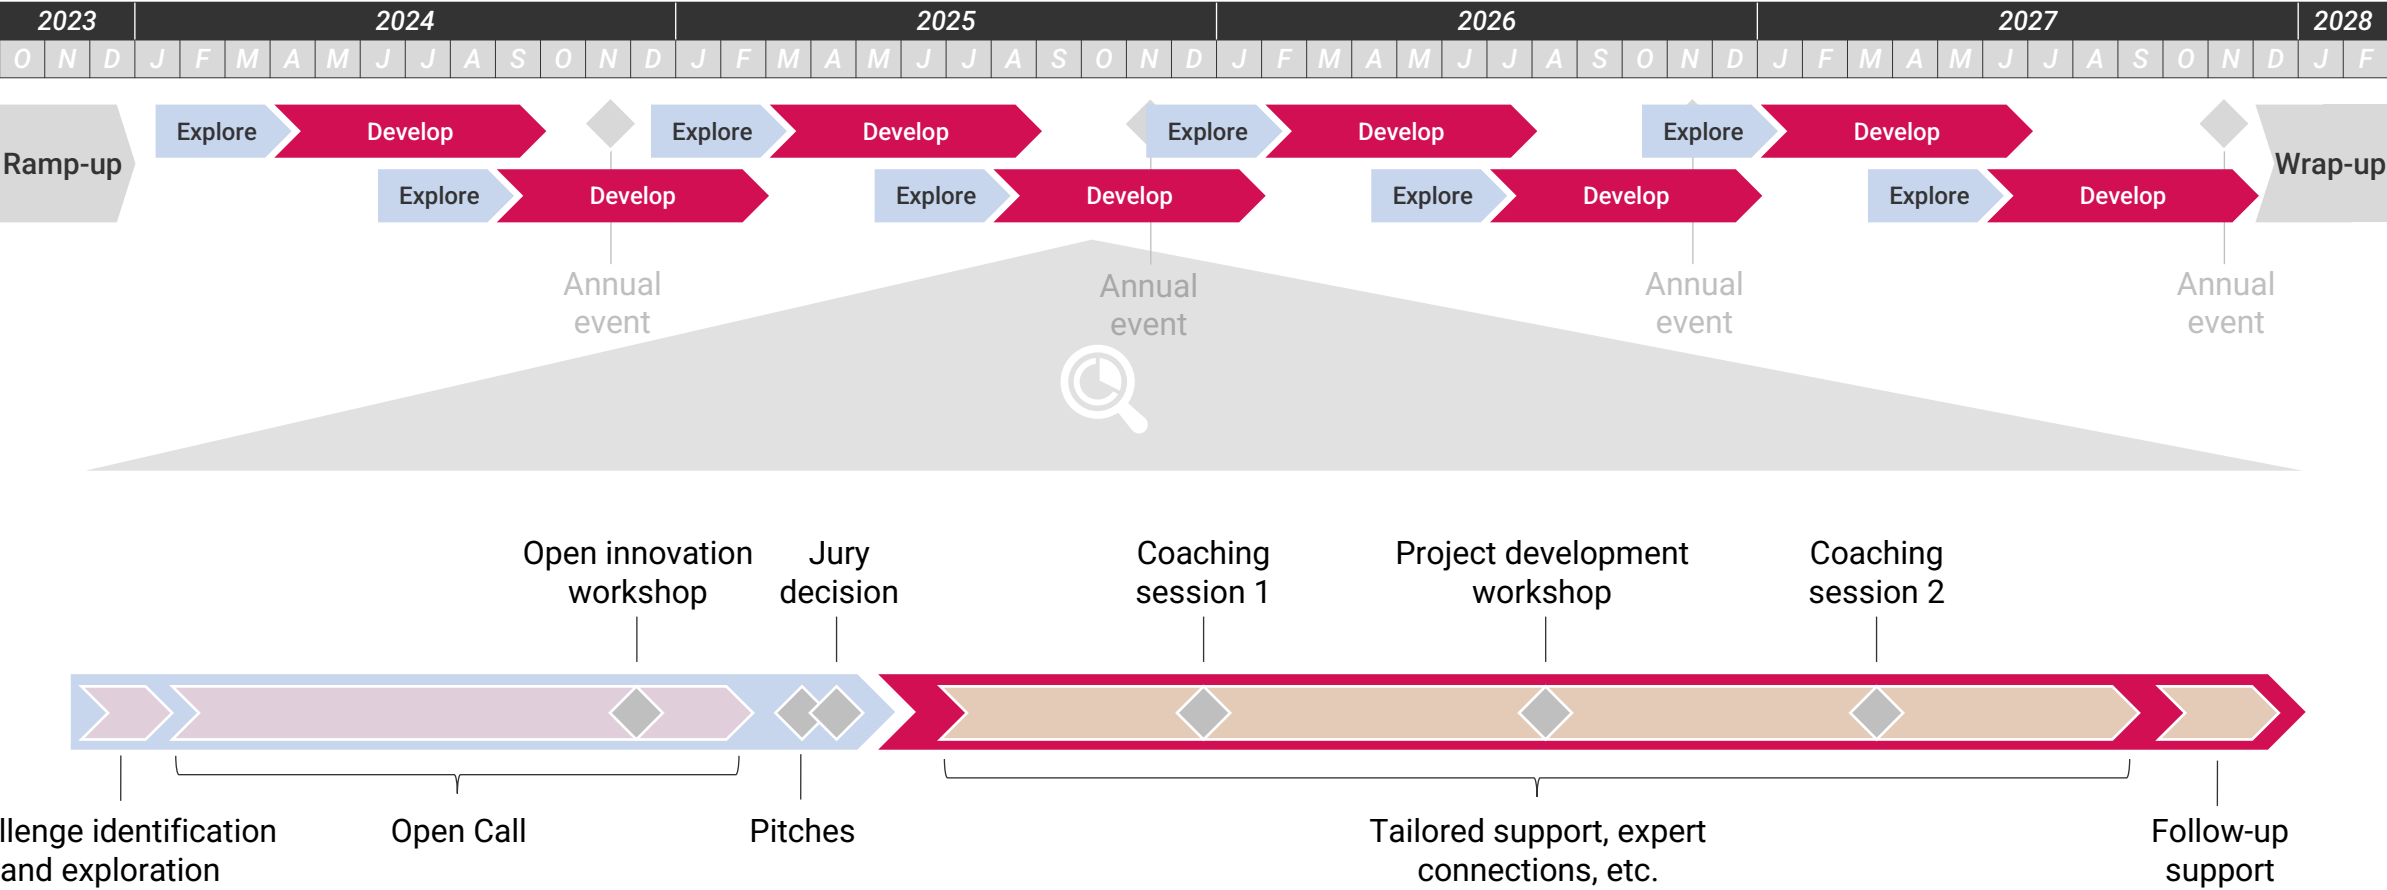 2023 2024 2025 2026 2027 2028
O N D J F M A M J J A S O N D J F M A M J J A S O N D J F M A M J J A S O N D J F M A M J J A S O N D J F
Explore Develop Explore Develop Explore Develop Explore Develop
Ramp-up Wrap-up
Explore Develop Explore Develop Explore Develop Explore Develop
Annual
event
Annual
event
Annual
event
Annual
event
Open innovation
workshop
Jury
decision
Coaching
session 1
Project development
workshop
Coaching
session 2
llenge identification
and exploration
Open Call
Pitches
Tailored support, expert
connections, etc.
Follow-up
support